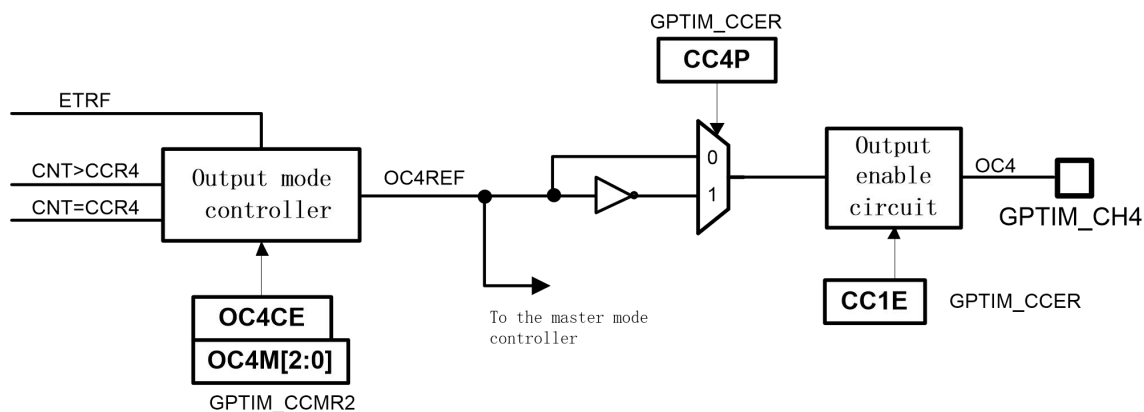 GPTIM_CCER
CC4P
ETRF
CNT>CCR4
CNT=CCR4
Output mode
controller
OC4REF
0
1
Output
enable
circuit
OC4
GPTIM_CH4
To the master mode
controller
OC4CE
OC4M[2:0]
GPTIM_CCMR2
CC1E
GPTIM_CCER